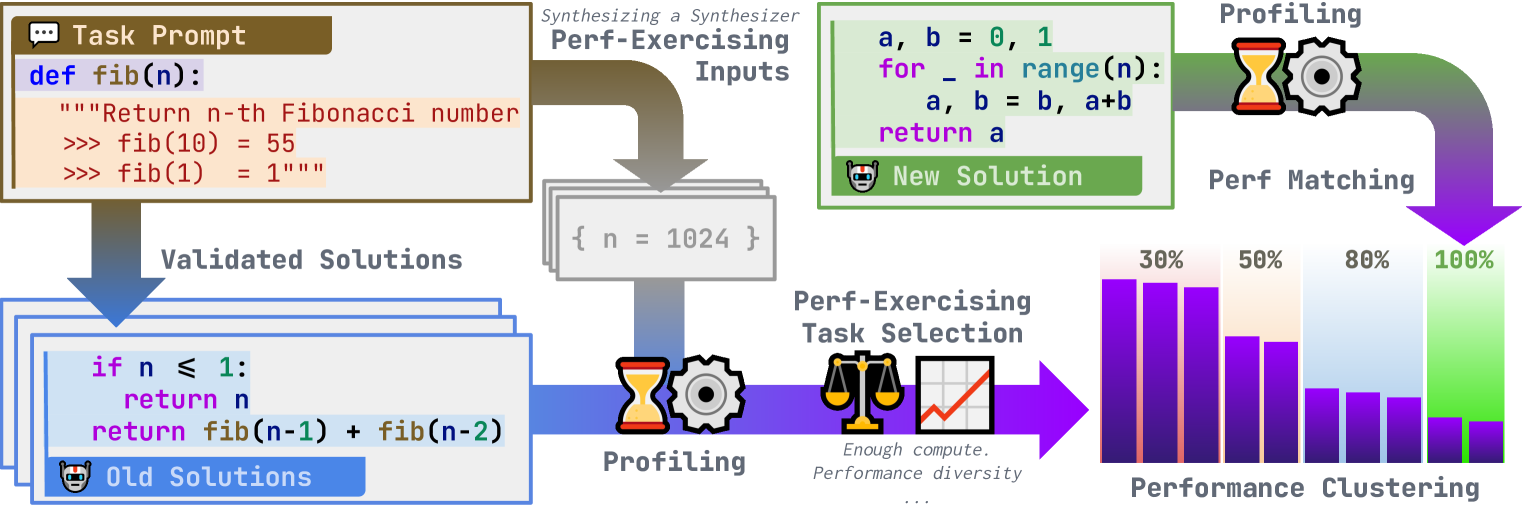 Task Prompt
def fib(n):
"""Return n-th Fibonacci number
>>> fib(10) = 55
>>> fib(1)  = 1"""
Synthesizing a Synthesizer
Perf-Exercising
Inputs
{ n = 1024 }
a, b = 0, 1
for _ in range(n):
a, b = b, a+b
return a
New Solution
Profiling
Perf Matching
Validated Solutions
if n ⩽ 1:
return n
return fib(n-1) + fib(n-2)
Old Solutions
Profiling
Perf-Exercising
Task Selection
Enough compute.
Performance diversity
...
30%
50%
80%
100%
Performance Clustering